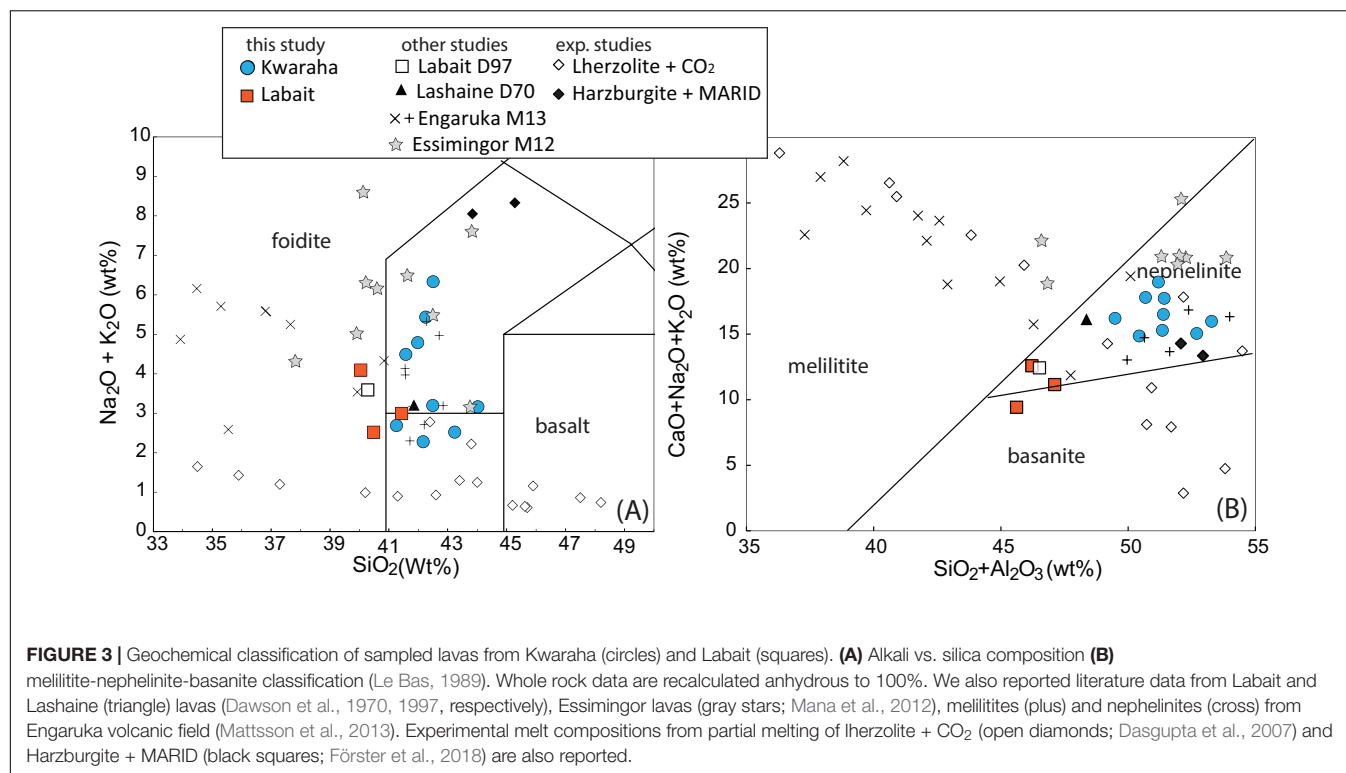 this study
Kwaraha
Labait
other studies
Labait D97
Lashaine D70
Engaruka M13
Essimingor M12
exp. studies
Lherzolite + CO2
Harzburgite + MARID
Na2O + K2O (wt%)
10
9
8
7
6
5
4
3
2
1
0
foidite
basalt
(A)
33 35 37 39 41 43 45 47 49
SiO2(Wt%)
CaO+Na2O+K2O (wt%)
25
20
15
10
5
0
nephelinite
melilitite
basanite
(B)
35 40 45 50 55
SiO2+Al2O3 (wt%)
FIGURE 3 | Geochemical classification of sampled lavas from Kwaraha (circles) and Labait (squares). (A) Alkali vs. silica composition (B)
melilitite-nephelinite-basanite classification (Le Bas, 1989). Whole rock data are recalculated anhydrous to 100%. We also reported literature data from Labait and
Lashaine (triangle) lavas (Dawson et al., 1970, 1997, respectively), Essimingor lavas (gray stars; Mana et al., 2012), melilitites (plus) and nephelinites (cross) from
Engaruka volcanic field (Mattsson et al., 2013). Experimental melt compositions from partial melting of lherzolite + CO2 (open diamonds; Dasgupta et al., 2007) and
Harzburgite + MARID (black squares; Förster et al., 2018) are also reported.